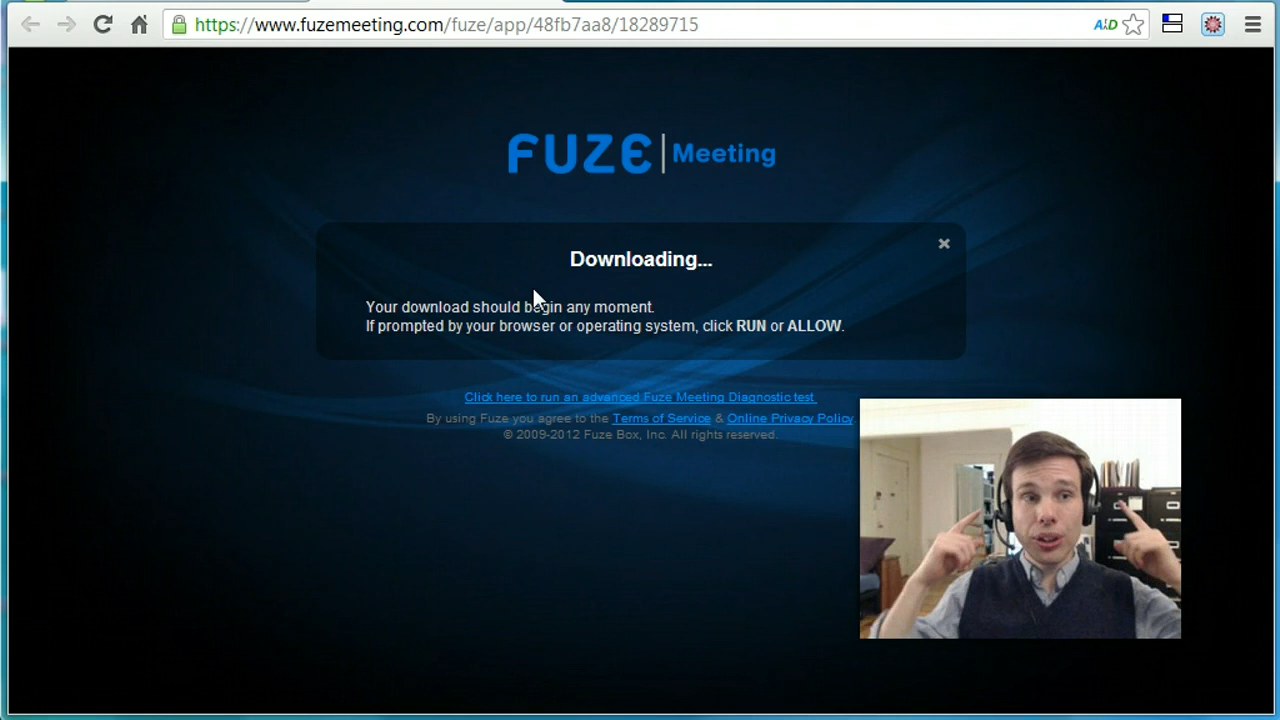 https://www.fuzemeeting.com/fuze/app/48fb7aa8/18289715
FUZE | Meeting
Downloading...
Your download should begin any moment.
If prompted by your browser or operating system, click RUN or ALLOW.
Click here to run an advanced Fuze Meeting Diagnostic test.
By using Fuze you agree to the Terms of Service & Online Privacy Policy.
© 2009-2012 Fuze Box, Inc. All rights reserved.